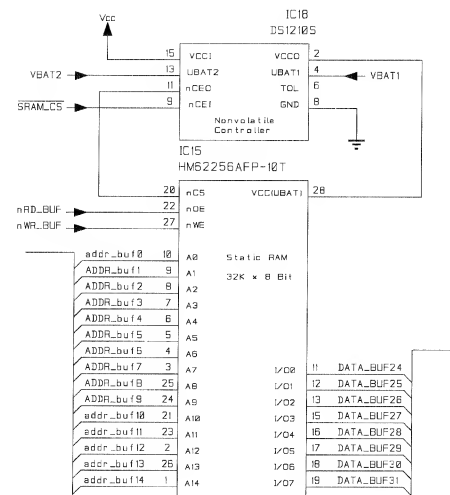 Vcc
IC18
DS1210S
15 VCCI VCCO 2
VBAT2 13 UBAT2 UBAT1 4 VBAT1
11 nCEO TOL 6
SRAM_CS 9 nCEI GND 8
Nonvolatile
Controller
IC15
HM62256AFP-10T
20 nCS VCC(UBAT) 28
nRD_BUF 22 nOE
nWR_BUF 27 nWE
addr_buf0 10 A0 Static RAM
ADDR_buf1 9 A1 32K x 8 Bit
ADDR_buf2 8 A2
ADDR_buf3 7 A3
ADDR_buf4 6 A4
ADDR_buf5 5 A5
ADDR_buf6 4 A6
ADDR_buf7 3 A7 I/O0 11 DATA_BUF24
ADDR_buf8 25 A8 I/O1 12 DATA_BUF25
ADDR_buf9 24 A9 I/O2 13 DATA_BUF26
addr_buf10 21 A10 I/O3 15 DATA_BUF27
addr_buf11 23 A11 I/O4 16 DATA_BUF28
addr_buf12 2 A12 I/O5 17 DATA_BUF29
addr_buf13 26 A13 I/O6 18 DATA_BUF30
addr_buf14 1 A14 I/O7 19 DATA_BUF31